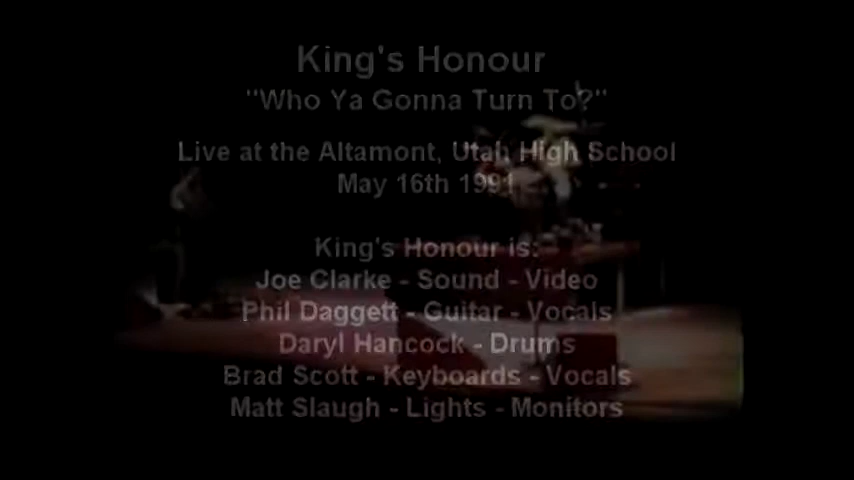 King's Honour
"Who Ya Gonna Turn To?"
Live at the Altamont, Utah High School
May 16th 1991
King's Honour is:
Joe Clarke - Sound - Video
Phil Daggett - Guitar - Vocals
Daryl Hancock - Drums
Brad Scott - Keyboards - Vocals
Matt Slaugh - Lights - Monitors